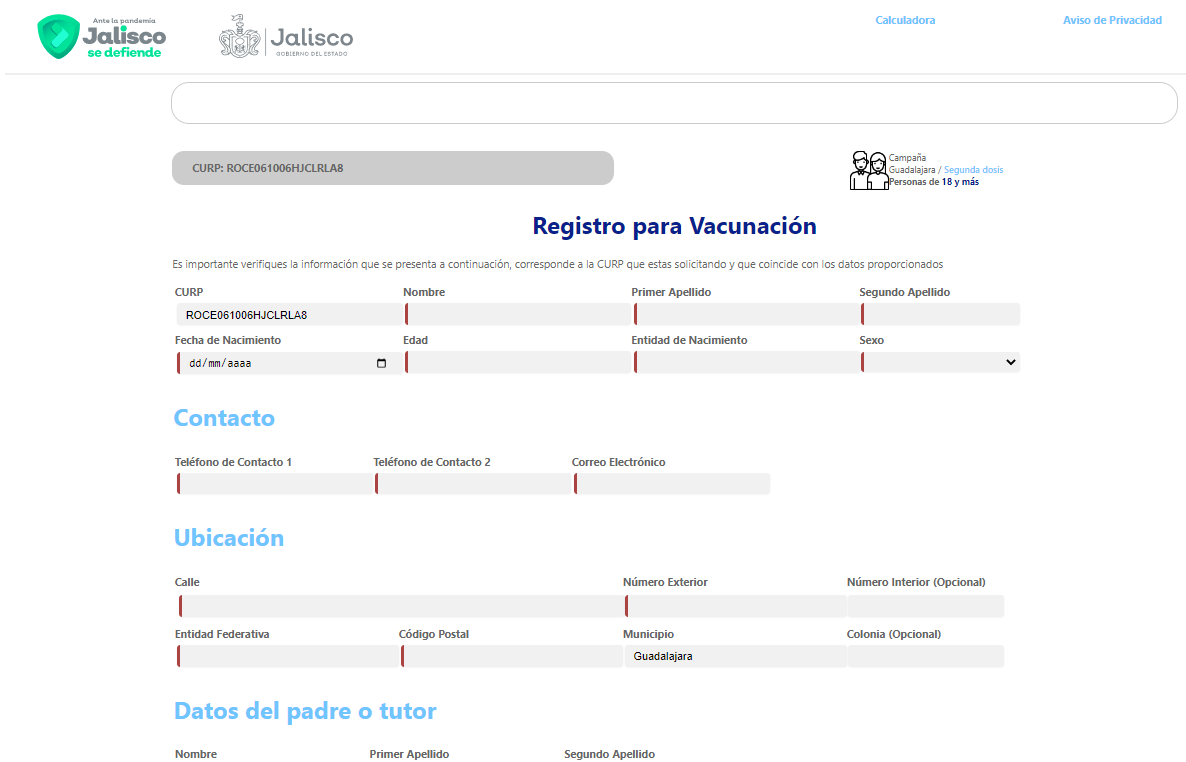 Ante la pandemia
Jalisco
se defiende
Jalisco
GOBIERNO DEL ESTADO
Calculadora
Aviso de Privacidad
CURP: ROCE061006HJCLRLA8
Campaña
Guadalajara / Segunda dosis
Personas de 18 y más
Registro para Vacunación
Es importante verifiques la información que se presenta a continuación, corresponde a la CURP que estas solicitando y que coincide con los datos proporcionados
CURP Nombre Primer Apellido Segundo Apellido
ROCE061006HJCLRLA8
Fecha de Nacimiento Edad Entidad de Nacimiento Sexo
dd/mm/aaaa
Contacto
Teléfono de Contacto 1 Teléfono de Contacto 2 Correo Electrónico
Ubicación
Calle Número Exterior Número Interior (Opcional)
Entidad Federativa Código Postal Municipio Colonia (Opcional)
Guadalajara
Datos del padre o tutor
Nombre Primer Apellido Segundo Apellido